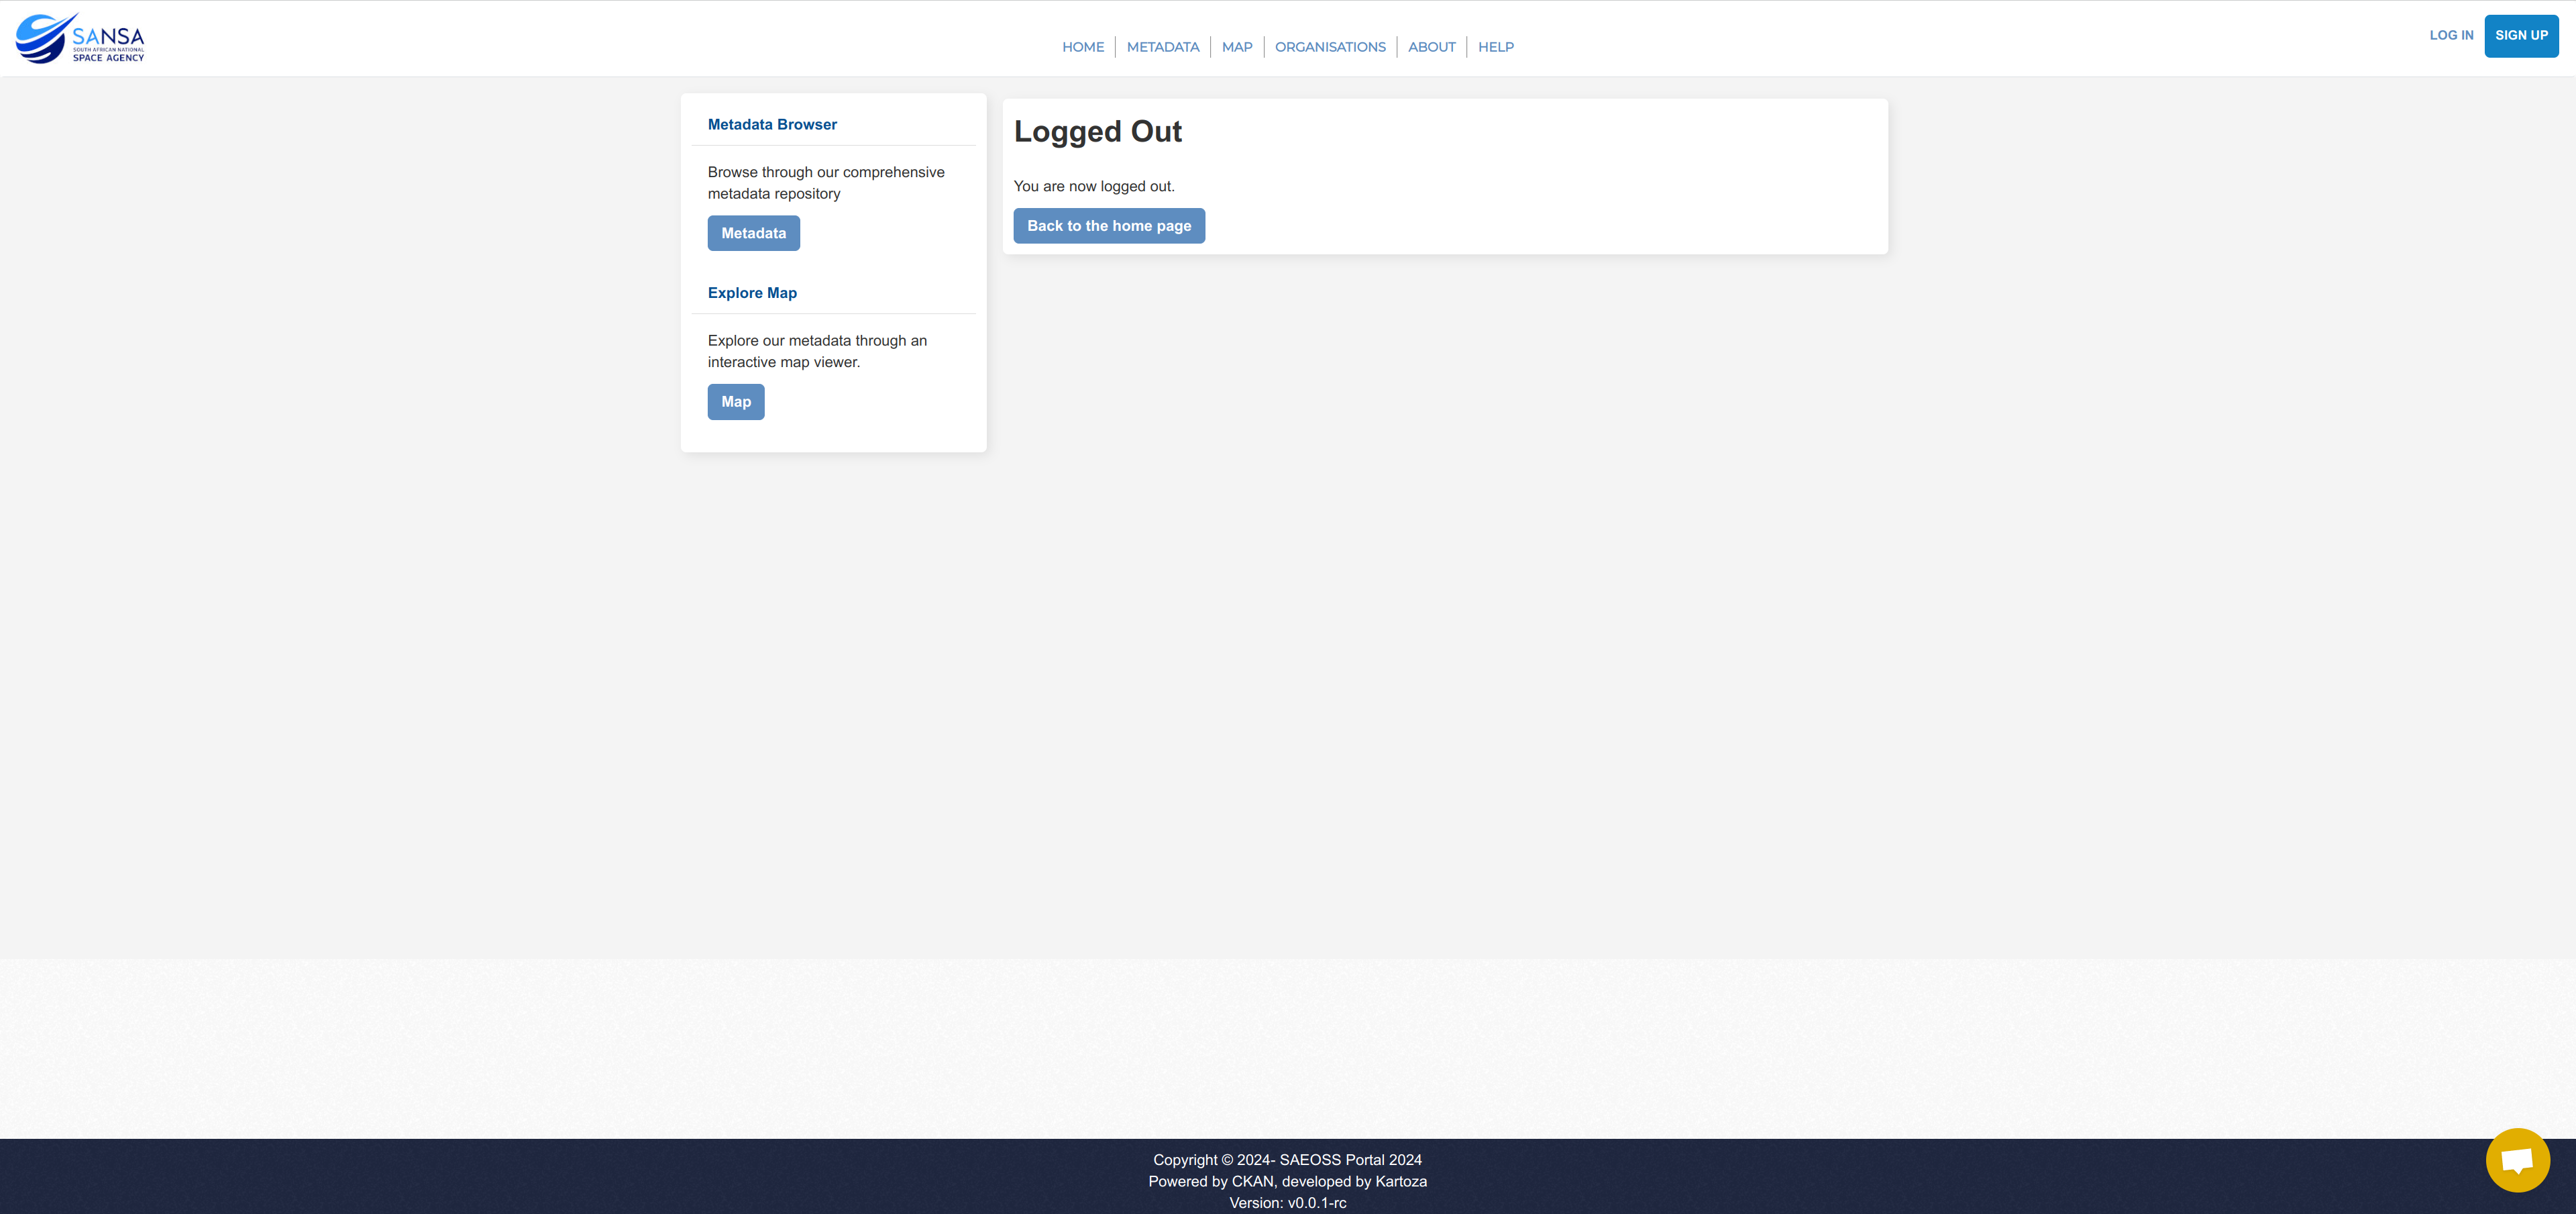 SANSA
SOUTH AFRICAN NATIONAL
SPACE AGENCY
HOME
METADATA
MAP
ORGANISATIONS
ABOUT
HELP
LOG IN
SIGN UP
Metadata Browser
Browse through our comprehensive
metadata repository
Metadata
Explore Map
Explore our metadata through an
interactive map viewer.
Map
Logged Out
You are now logged out.
Back to the home page
Copyright © 2024- SAEOSS Portal 2024
Powered by CKAN, developed by Kartoza
Version: v0.0.1-rc